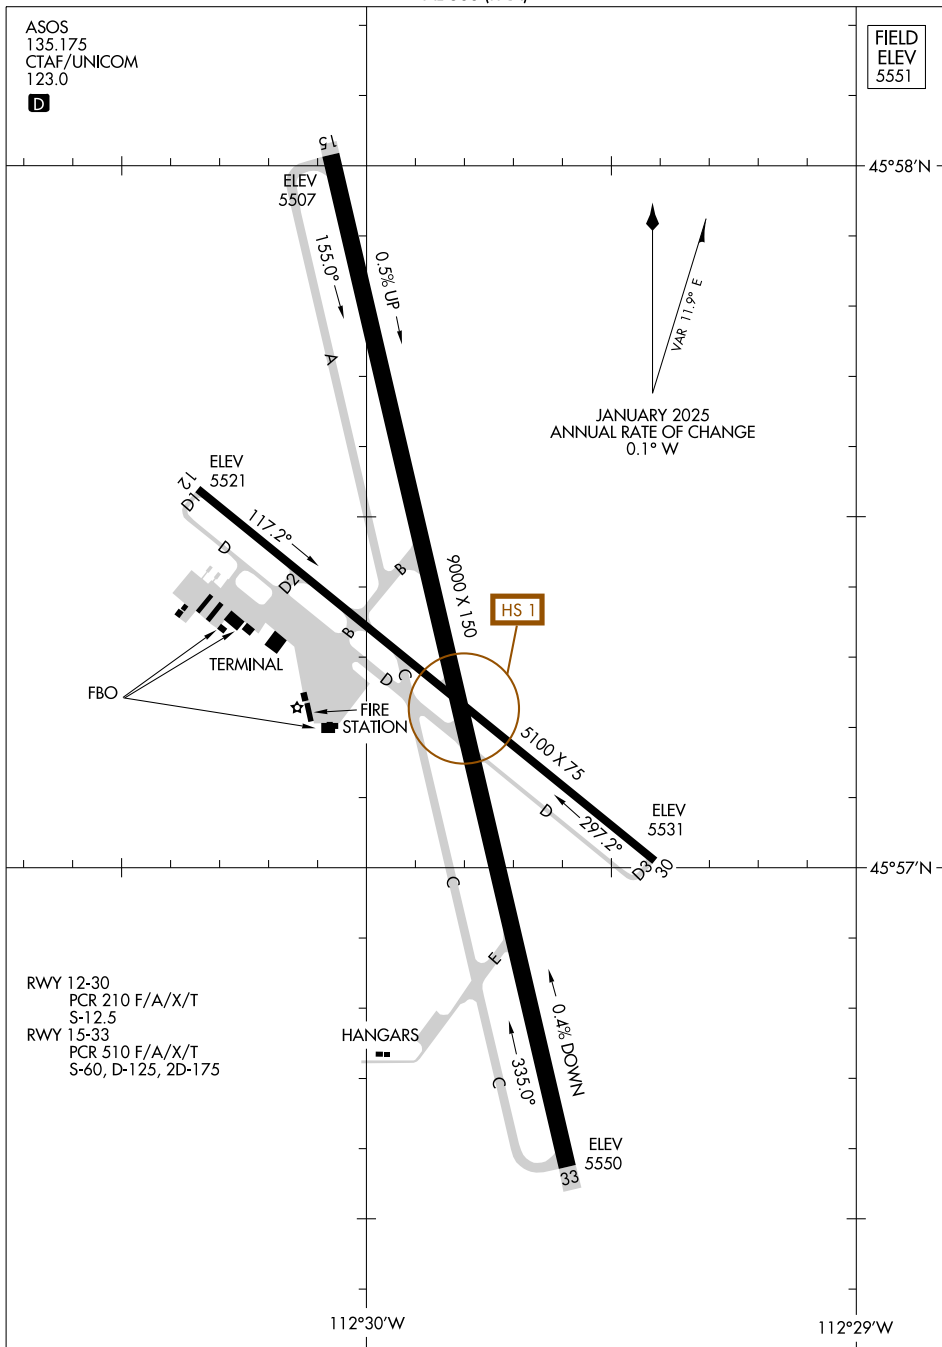 ASOS
135.175
CTAF/UNICOM
123.0
D
FIELD
ELEV
5551
15
45°58'N
ELEV
5507
155.0°
0.5% UP
VAR 11.9° E
A
JANUARY 2025
ANNUAL RATE OF CHANGE
0.1° W
ELEV
5521
12
D1
117.2°
D
D2
B
9000 X 150
HS 1
B
TERMINAL
C
D
FBO
FIRE
STATION
5100 X 75
ELEV
5531
D
297.2°
D3
30
45°57'N
C
E
RWY 12-30
PCR 210 F/A/X/T
S-12.5
RWY 15-33
PCR 510 F/A/X/T
S-60, D-125, 2D-175
HANGARS
0.4% DOWN
335.0°
C
ELEV
5550
33
112°30'W
112°29'W